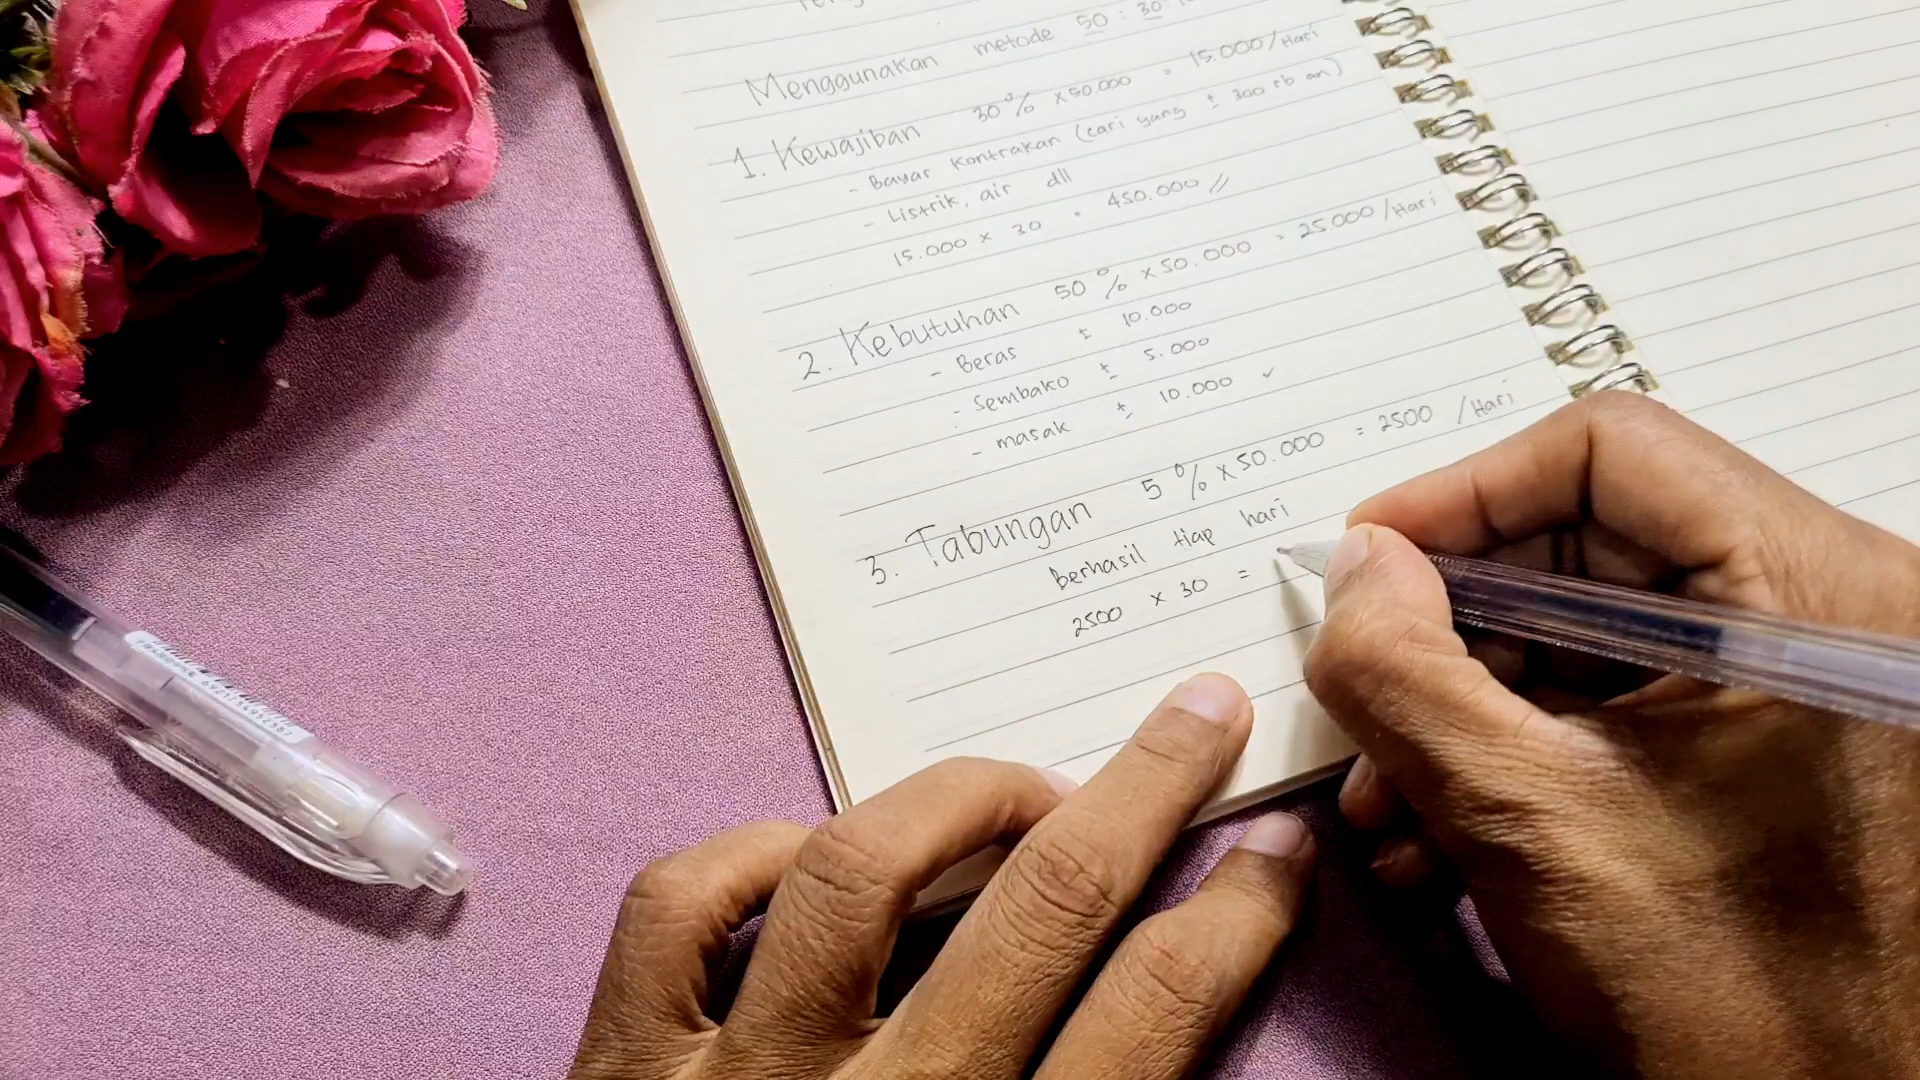 Menggunakan metode 50 : 30 :
1. Kewajiban 30% x 50.000 = 15.000/Hari
- Bayar Kontrakan (cari yang ± 300 rb an)
- Listrik, air dll
15.000 x 30 = 450.000 //
2. Kebutuhan 50% x 50.000 = 25.000/Hari
- Beras ± 10.000
- Sembako ± 5.000
- masak ± 10.000 ✓
3. Tabungan 5% x 50.000 = 2500 /Hari
Berhasil tiap hari
2500 x 30 =